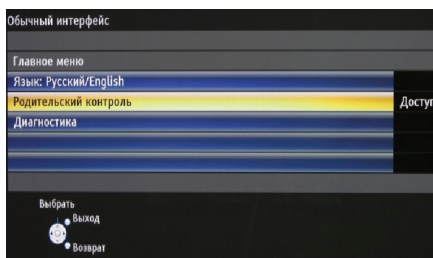 Обычный интерфейс
Главное меню
Язык: Русский/English
Родительский контроль
Доступ
Диагностика
Выбрать
Выход
Возврат